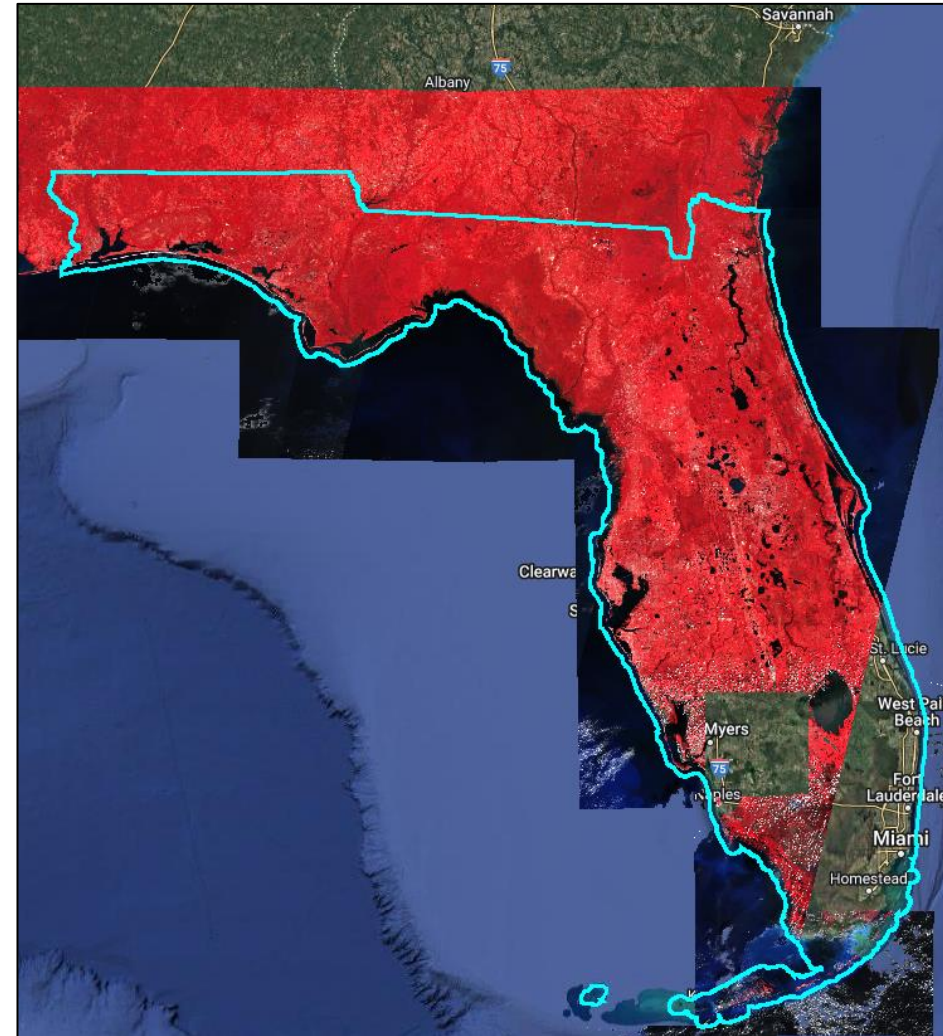 Savannah
75
Albany
Clearwa
S
St. Lucie
West Pal
Beach
Myers
75
Naples
Fort
Lauderdale
Miami
Homestead
K